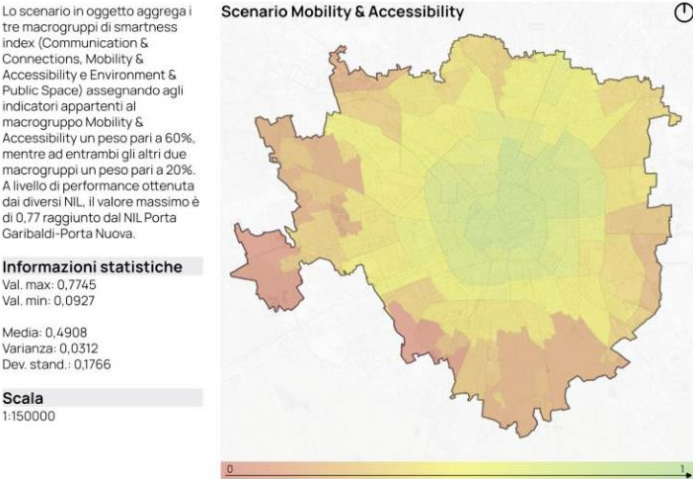 Lo scenario in oggetto aggrega i
tre macrogruppi di smartness
index (Communication &
Connections, Mobility &
Accessibility e Environment &
Public Space) assegnando agli
indicatori appartenti al
macrogruppo Mobility &
Accessibility un peso pari a 60%,
mentre ad entrambi gli altri due
macrogruppi un peso pari a 20%.
A livello di performance ottenuta
dai diversi NIL, il valore massimo è
di 0,77 raggiunto dal NIL Porta
Garibaldi-Porta Nuova.
Informazioni statistiche
Val. max: 0,7745
Val. min: 0,0927
Media: 0,4908
Varianza: 0,0312
Dev. stand.: 0,1766
Scala
1:150000
Scenario Mobility & Accessibility
0 1